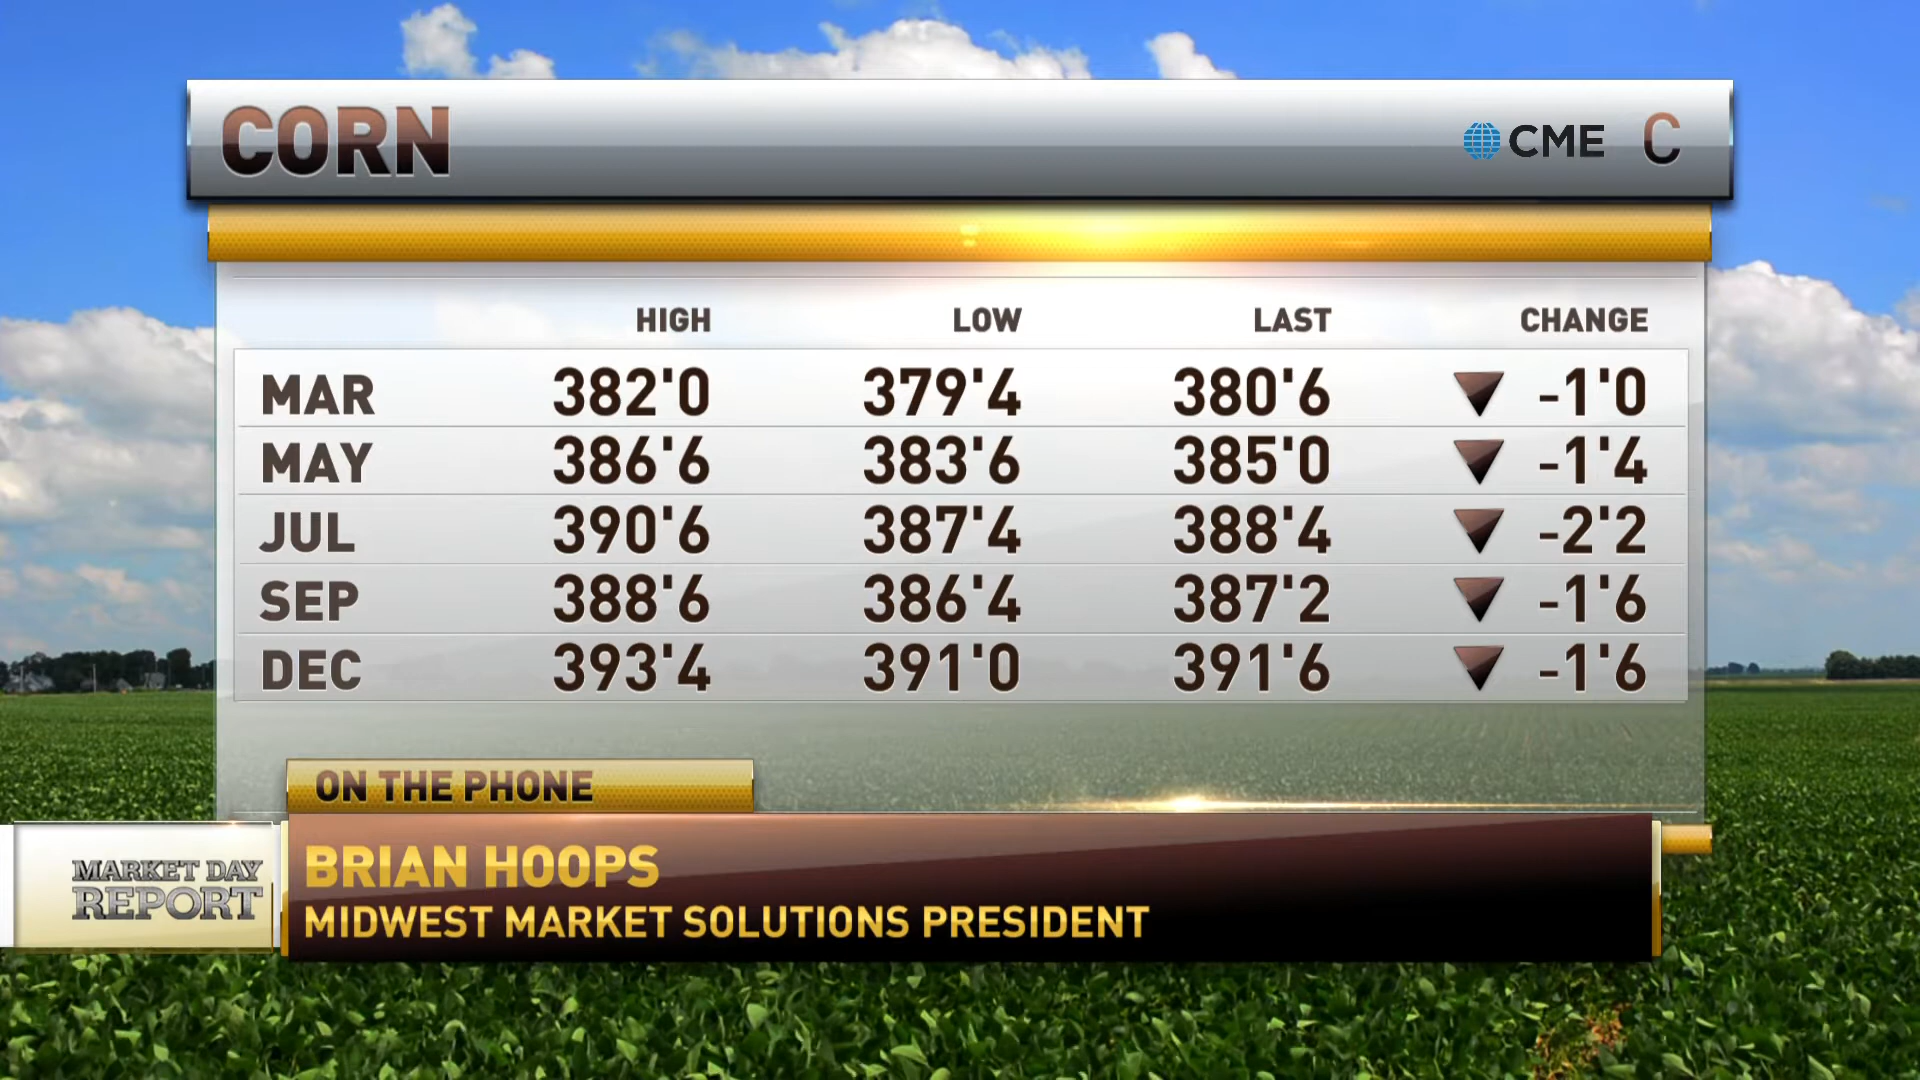 CORN
CME C
HIGH LOW LAST CHANGE
MAR 382'0 379'4 380'6 -1'0
MAY 386'6 383'6 385'0 -1'4
JUL 390'6 387'4 388'4 -2'2
SEP 388'6 386'4 387'2 -1'6
DEC 393'4 391'0 391'6 -1'6
ON THE PHONE
MARKET DAY
REPORT
BRIAN HOOPS
MIDWEST MARKET SOLUTIONS PRESIDENT